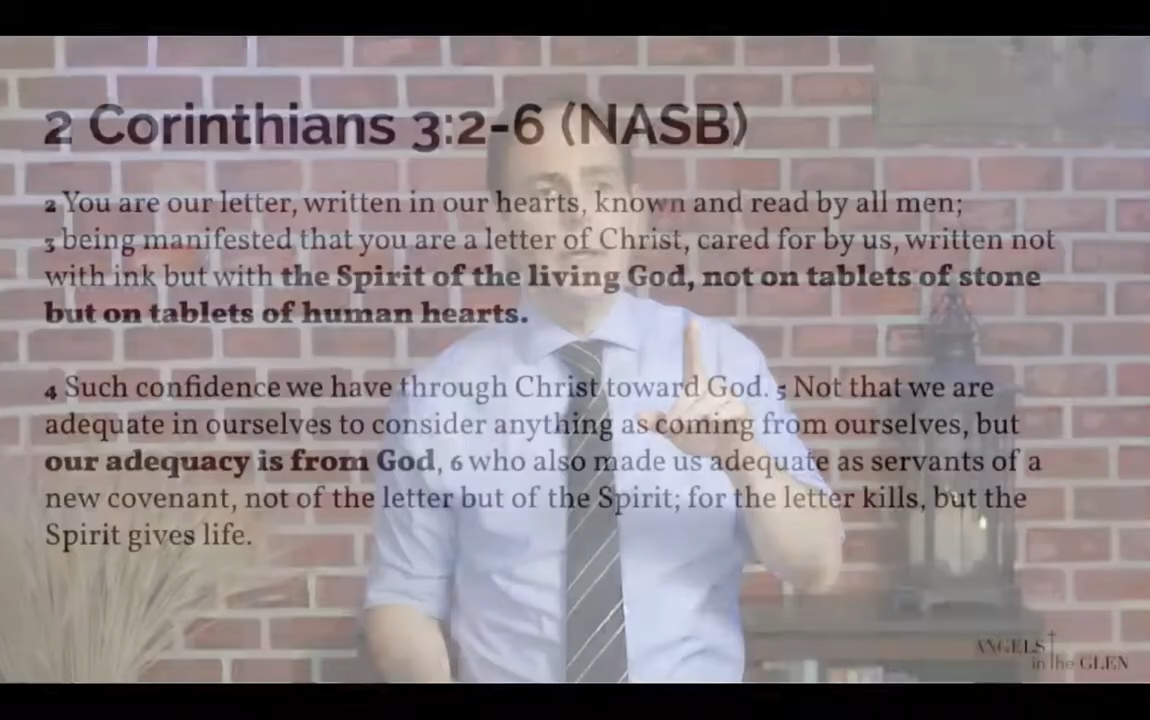 2 Corinthians 3:2-6 (NASB)
2 You are our letter, written in our hearts, known and read by all men;
3 being manifested that you are a letter of Christ, cared for by us, written not
with ink but with the Spirit of the living God, not on tablets of stone
but on tablets of human hearts.
4 Such confidence we have through Christ toward God. 5 Not that we are
adequate in ourselves to consider anything as coming from ourselves, but
our adequacy is from God, 6 who also made us adequate as servants of a
new covenant, not of the letter but of the Spirit; for the letter kills, but the
Spirit gives life.
ANGELS
in the GLEN